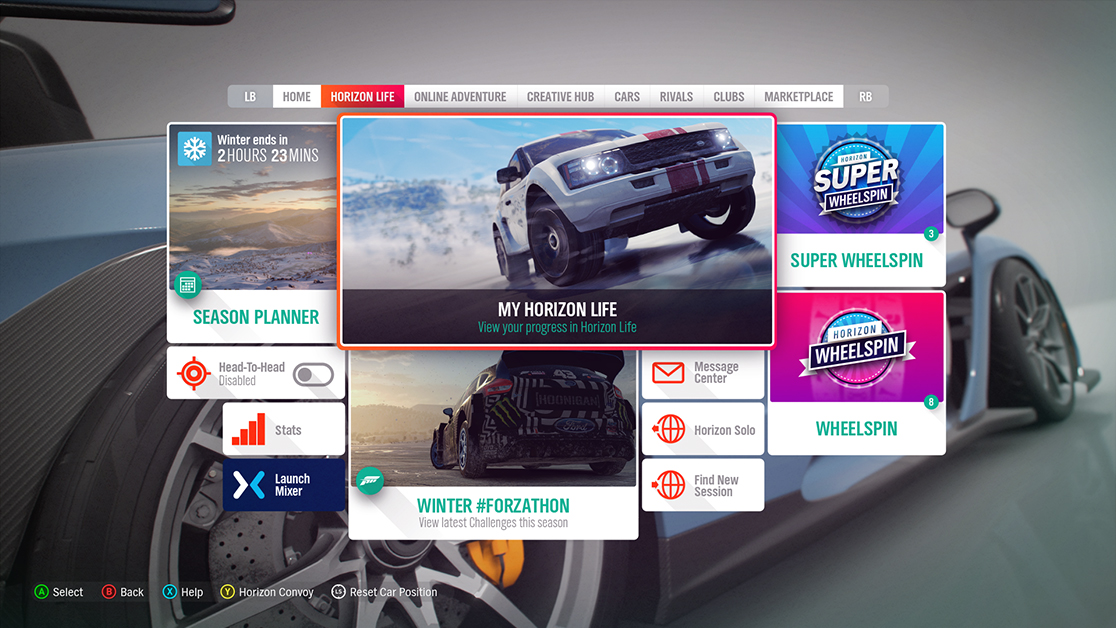 LB
HOME
HORIZON LIFE
ONLINE ADVENTURE
CREATIVE HUB
CARS
RIVALS
CLUBS
MARKETPLACE
RB
Winter ends in
2 HOURS 23 MINS
SEASON PLANNER
MY HORIZON LIFE
View your progress in Horizon Life
HORIZON
SUPER
WHEELSPIN
3
SUPER WHEELSPIN
HORIZON
WHEELSPIN
8
WHEELSPIN
Head-To-Head
Disabled
Stats
Launch
Mixer
43
HOONIGAN
Ford
WINTER #FORZATHON
View latest Challenges this season
Message
Center
Horizon Solo
Find New
Session
A Select
B Back
X Help
Y Horizon Convoy
LS Reset Car Position